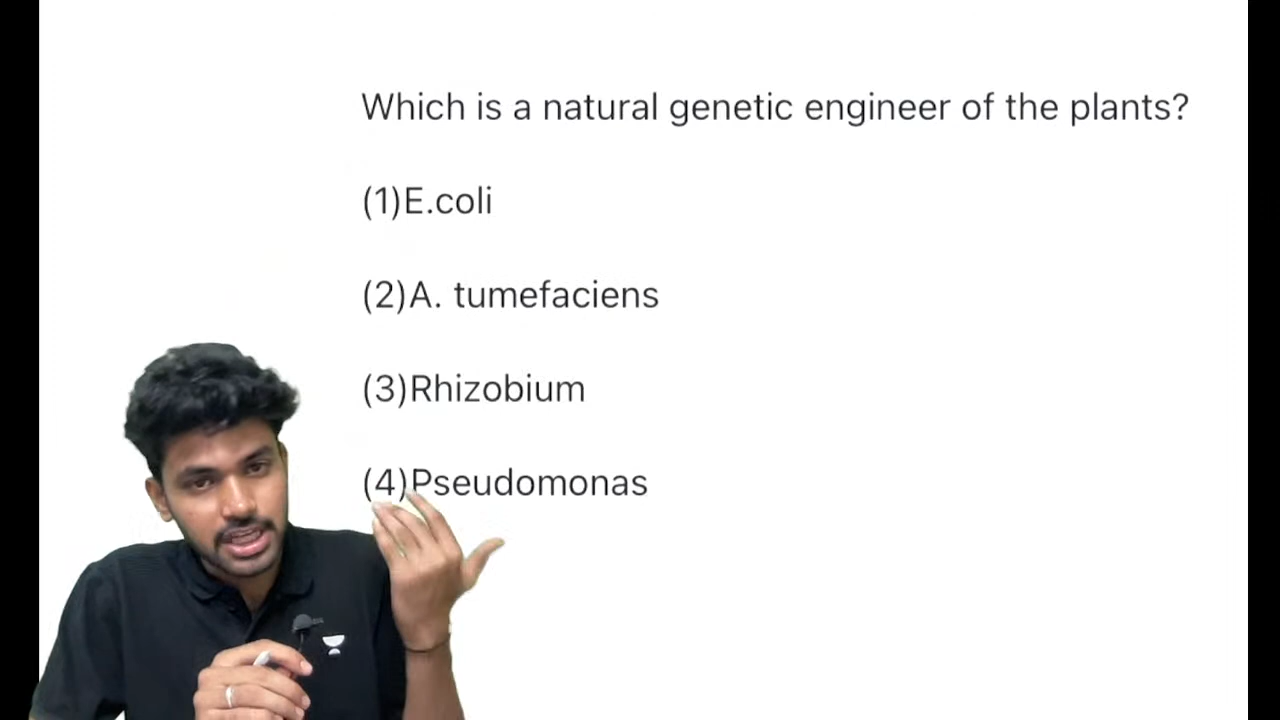 Which is a natural genetic engineer of the plants?
(1)E.coli
(2)A. tumefaciens
(3)Rhizobium
(4)Pseudomonas